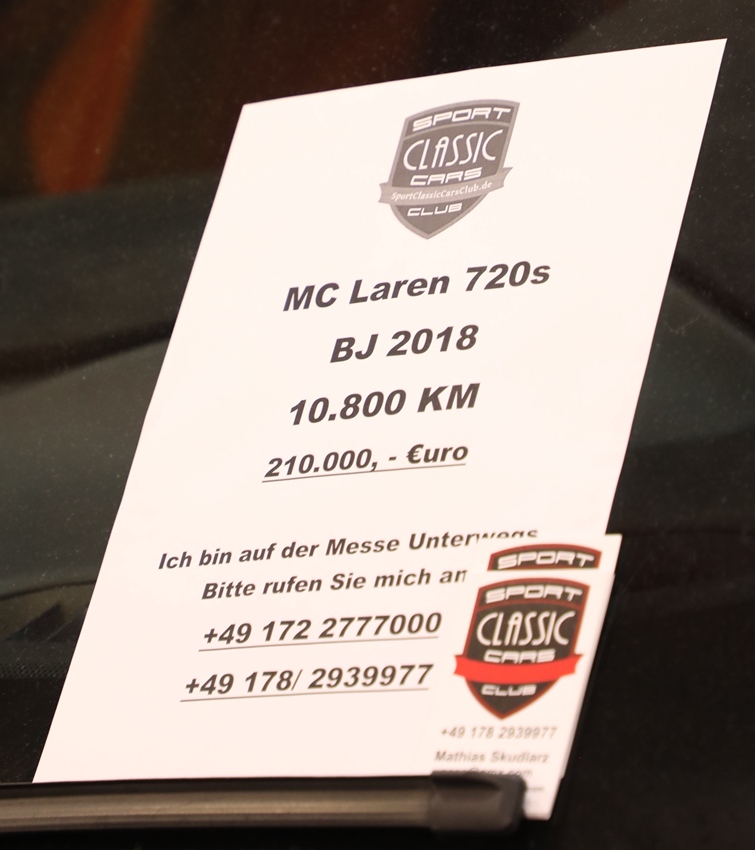 SPORT
CLASSIC
CARS
SportClassicCarsClub.de
CLUB
MC Laren 720s
BJ 2018
10.800 KM
210.000, - €uro
Ich bin auf der Messe Unterwegs
Bitte rufen Sie mich an
+49 172 2777000
+49 178/ 2939977
SPORT
SPORT
CLASSIC
CARS
CLUB
+49 178 2939977
Mathias Skudlarz